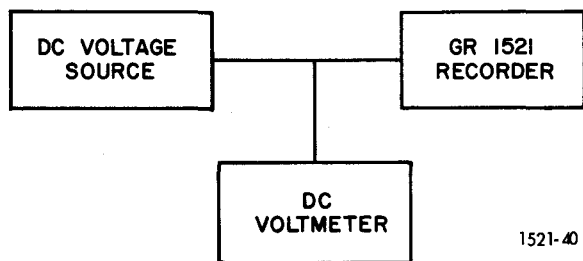 DC VOLTAGE
SOURCE
GR 1521
RECORDER
DC
VOLTMETER
1521-40